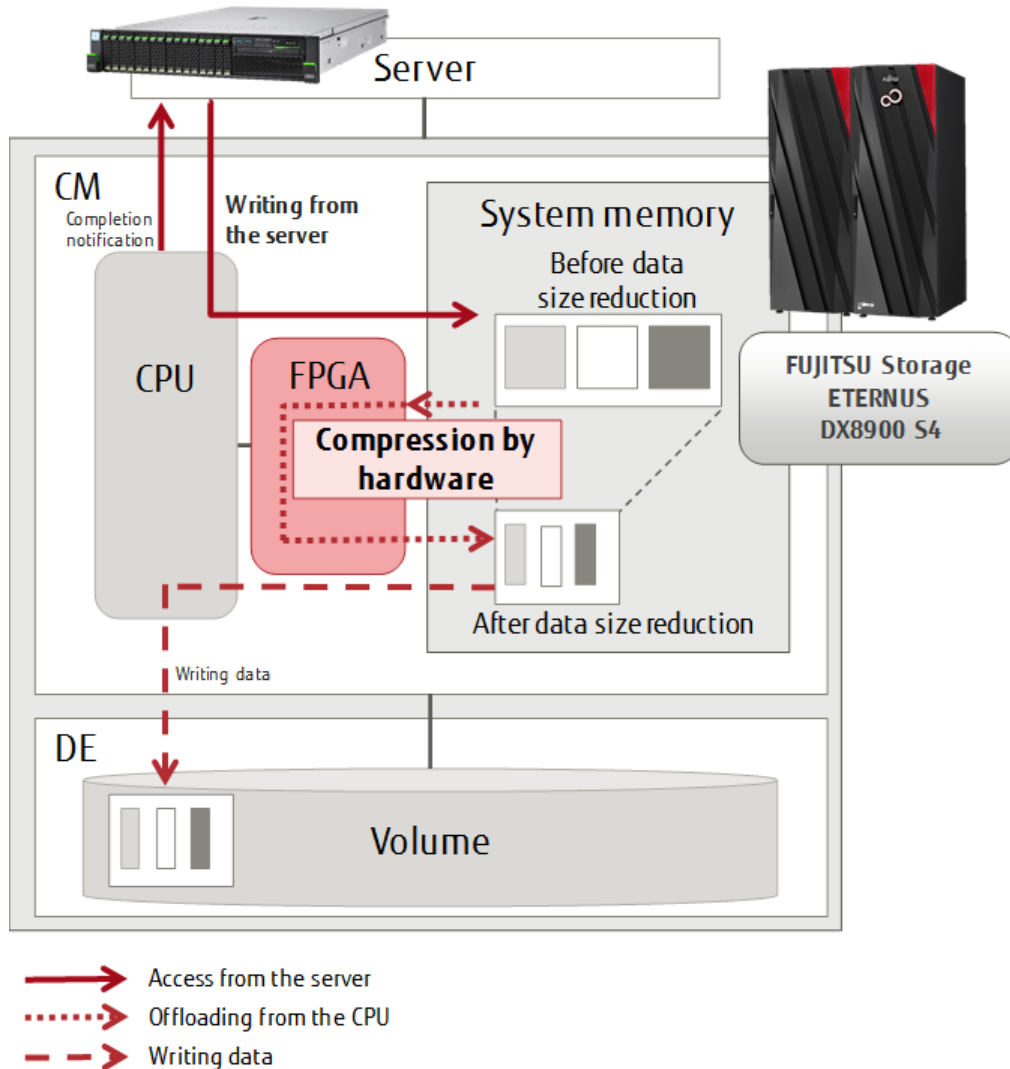 Server
CM
Completion
notification
Writing from
the server
System memory
Before data
size reduction
CPU
FPGA
Compression by
hardware
After data size reduction
Writing data
FUJITSU Storage
ETERNUS
DX8900 S4
DE
Volume
Access from the server
Offloading from the CPU
Writing data